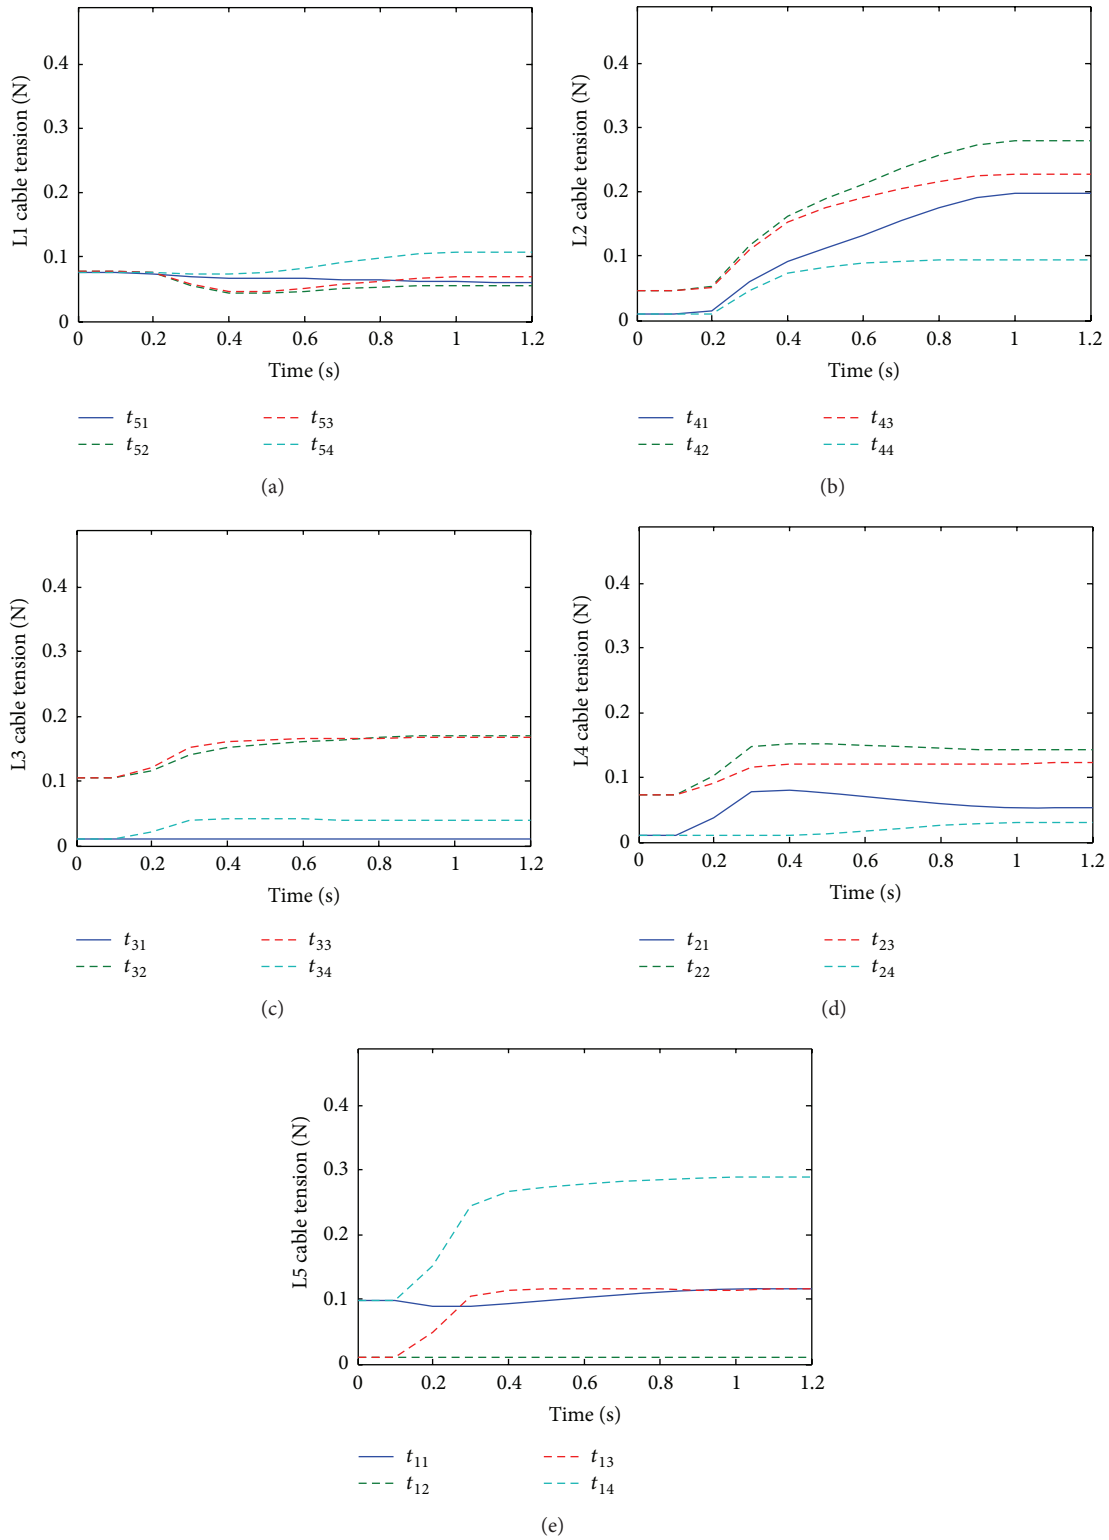 L1 cable tension (N)
0.4
0.3
0.2
0.1
0
0 0.2 0.4 0.6 0.8 1 1.2
Time (s)
t51 t53
t52 t54
(a)
L2 cable tension (N)
0.4
0.3
0.2
0.1
0
0 0.2 0.4 0.6 0.8 1 1.2
Time (s)
t41 t43
t42 t44
(b)
L3 cable tension (N)
0.4
0.3
0.2
0.1
0
0 0.2 0.4 0.6 0.8 1 1.2
Time (s)
t31 t33
t32 t34
(c)
L4 cable tension (N)
0.4
0.3
0.2
0.1
0
0 0.2 0.4 0.6 0.8 1 1.2
Time (s)
t21 t23
t22 t24
(d)
L5 cable tension (N)
0.4
0.3
0.2
0.1
0
0 0.2 0.4 0.6 0.8 1 1.2
Time (s)
t11 t13
t12 t14
(e)